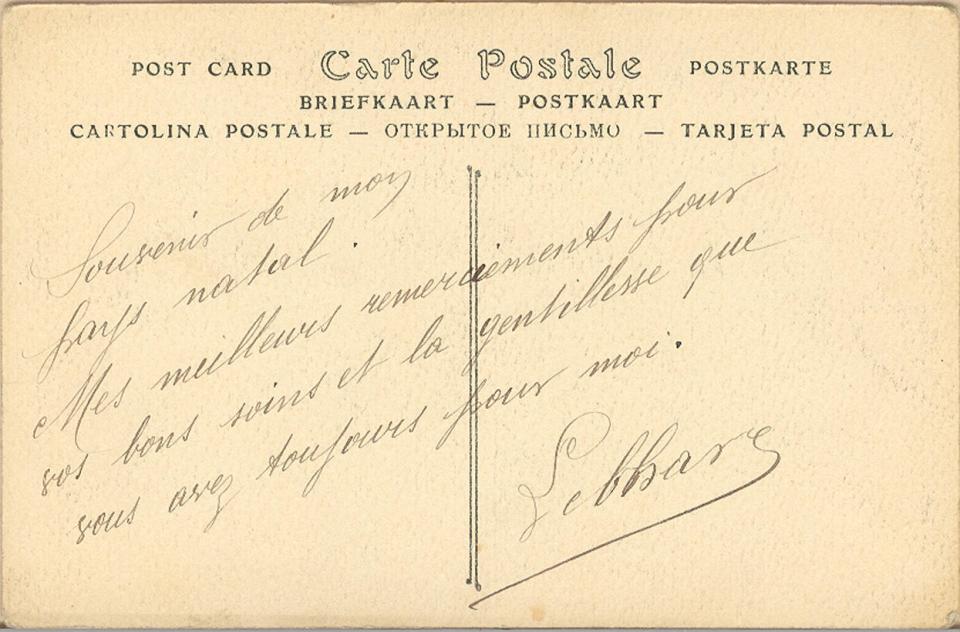 POST CARD Carte Postale POSTKARTE
BRIEFKAART — POSTKAART
CARTOLINA POSTALE — ОТКРЫТОЕ ПИСЬМО — TARJETA POSTAL
Souvenir de mon
pays natal.
Mes meilleurs remerciements pour
vos bons soins et la gentillesse que
vous avez toujours pour moi.